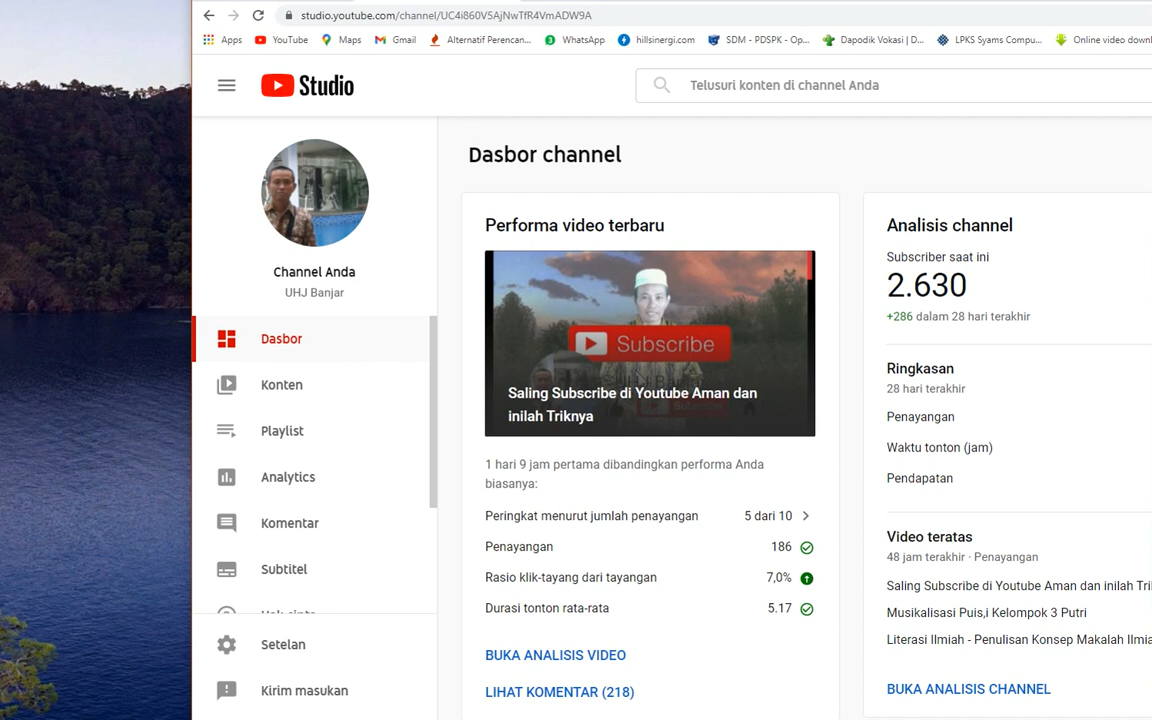 studio.youtube.com/channel/UC4i860V5AjNwTfR4VmADW9A
Apps YouTube Maps Gmail Alternatif Perencan... WhatsApp hillsinergi.com SDM - PDSPK - Op... Dapodik Vokasi | D... LPKS Syams Compu... Online video downl
Studio
Telusuri konten di channel Anda
Channel Anda
UHJ Banjar
Dasbor
Konten
Playlist
Analytics
Komentar
Subtitel
Setelan
Kirim masukan
Dasbor channel
Performa video terbaru
Subscribe
Saling Subscribe di Youtube Aman dan
inilah Triknya
1 hari 9 jam pertama dibandingkan performa Anda
biasanya:
Peringkat menurut jumlah penayangan 5 dari 10
Penayangan 186
Rasio klik-tayang dari tayangan 7,0%
Durasi tonton rata-rata 5.17
BUKA ANALISIS VIDEO
LIHAT KOMENTAR (218)
Analisis channel
Subscriber saat ini
2.630
+286 dalam 28 hari terakhir
Ringkasan
28 hari terakhir
Penayangan
Waktu tonton (jam)
Pendapatan
Video teratas
48 jam terakhir · Penayangan
Saling Subscribe di Youtube Aman dan inilah Tri
Musikalisasi Puis,i Kelompok 3 Putri
Literasi Ilmiah - Penulisan Konsep Makalah Ilmia
BUKA ANALISIS CHANNEL